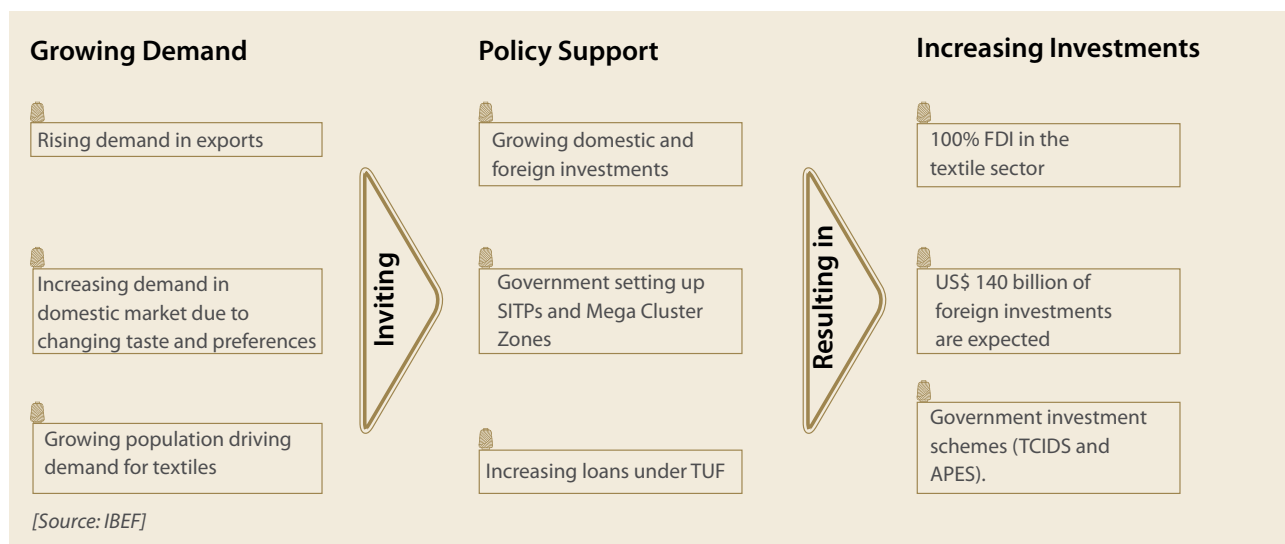 Growing Demand
Rising demand in exports
Increasing demand in
domestic market due to
changing taste and preferences
Growing population driving
demand for textiles
[Source: IBEF]
Inviting
Policy Support
Growing domestic and
foreign investments
Government setting up
SITPs and Mega Cluster
Zones
Increasing loans under TUF
Resulting in
Increasing Investments
100% FDI in the
textile sector
US$ 140 billion of
foreign investments
are expected
Government investment
schemes (TCIDS and
APES).